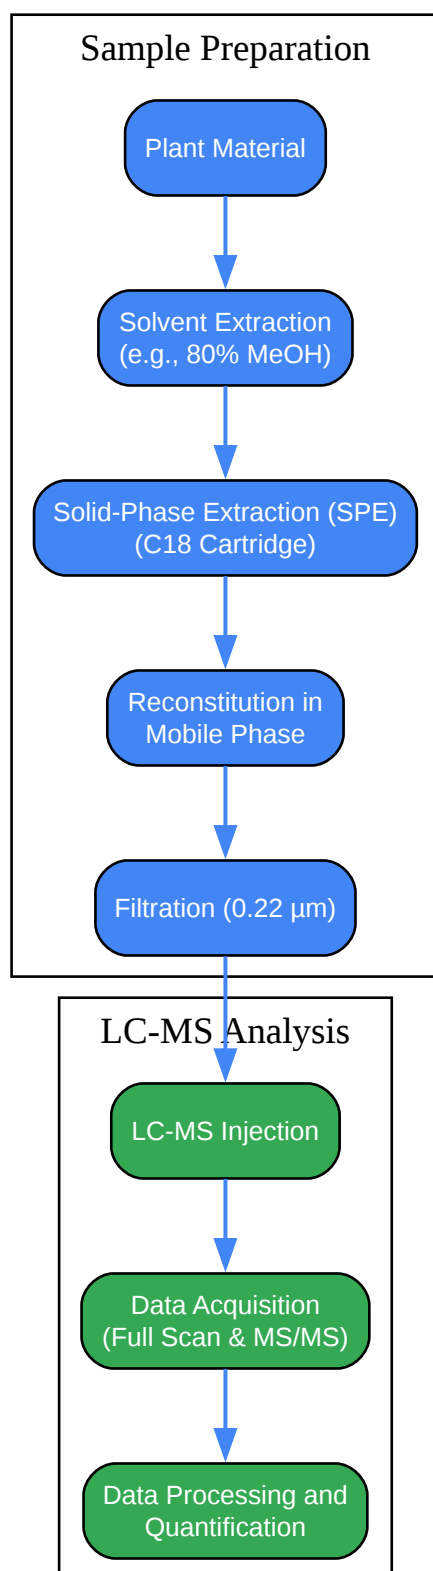 Sample Preparation
Plant Material
Solvent Extraction
(e.g., 80% MeOH)
Solid-Phase Extraction (SPE)
(C18 Cartridge)
Reconstitution in
Mobile Phase
Filtration (0.22 µm)
LC-MS Analysis
LC-MS Injection
Data Acquisition
(Full Scan & MS/MS)
Data Processing and
Quantification